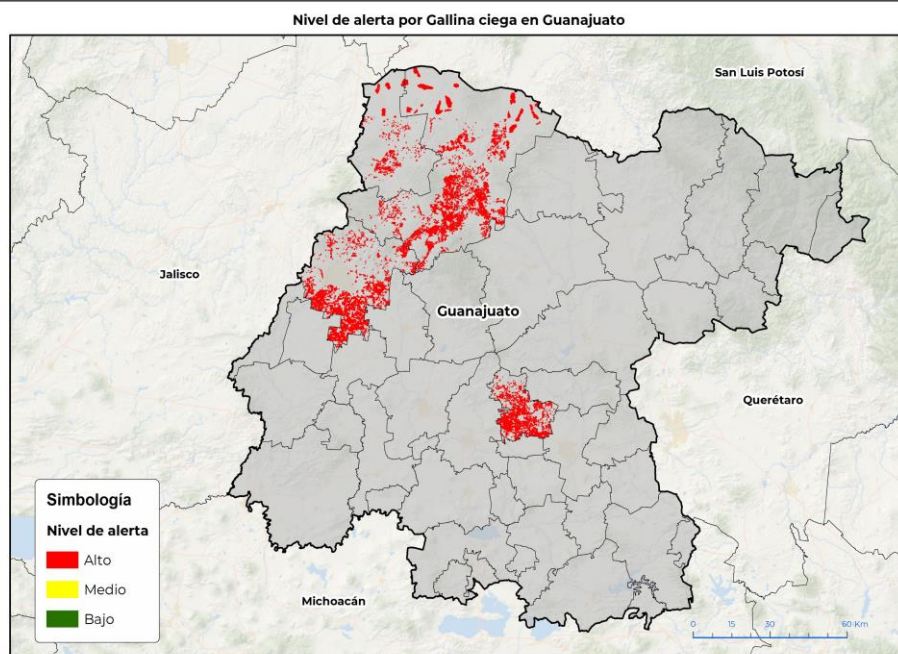 Nivel de alerta por Gallina ciega en Guanajuato
San Luis Potosí
Jalisco
Guanajuato
Querétaro
Michoacán
Simbología
Nivel de alerta
Alto
Medio
Bajo
0 15 30 60 Km